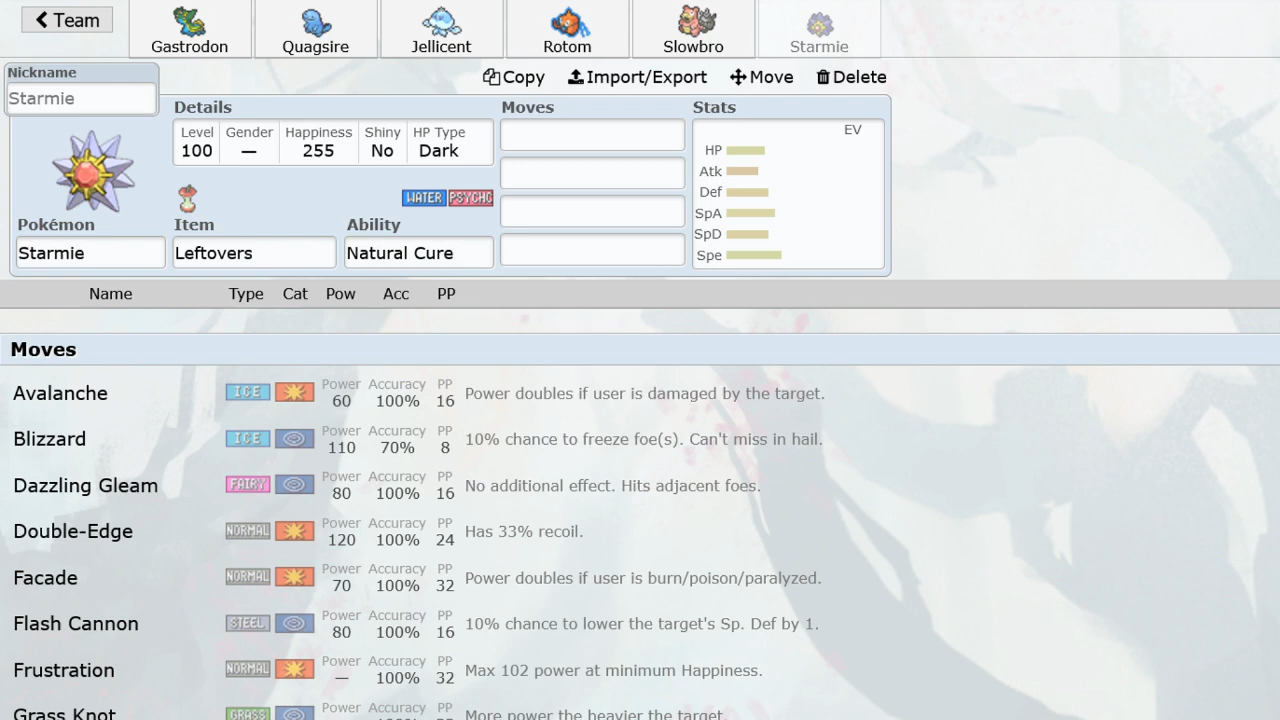 Team
Gastrodon
Quagsire
Jellicent
Rotom
Slowbro
Starmie
Nickname
Starmie
Copy
Import/Export
Move
Delete
Details
Moves
Stats
Level
100
Gender
—
Happiness
255
Shiny
No
HP Type
Dark
EV
HP
Atk
Def
SpA
SpD
Spe
WATER
PSYCHC
Pokémon
Starmie
Item
Leftovers
Ability
Natural Cure
Name Type Cat Pow Acc PP
Moves
Avalanche ICE Power 60 Accuracy 100% PP 16 Power doubles if user is damaged by the target.
Blizzard ICE Power 110 Accuracy 70% PP 8 10% chance to freeze foe(s). Can't miss in hail.
Dazzling Gleam FAIRY Power 80 Accuracy 100% PP 16 No additional effect. Hits adjacent foes.
Double-Edge NORMAL Power 120 Accuracy 100% PP 24 Has 33% recoil.
Facade NORMAL Power 70 Accuracy 100% PP 32 Power doubles if user is burn/poison/paralyzed.
Flash Cannon STEEL Power 80 Accuracy 100% PP 16 10% chance to lower the target's Sp. Def by 1.
Frustration NORMAL Power — Accuracy 100% PP 32 Max 102 power at minimum Happiness.
Grass Knot GRASS Power Accuracy PP More power the heavier the target.